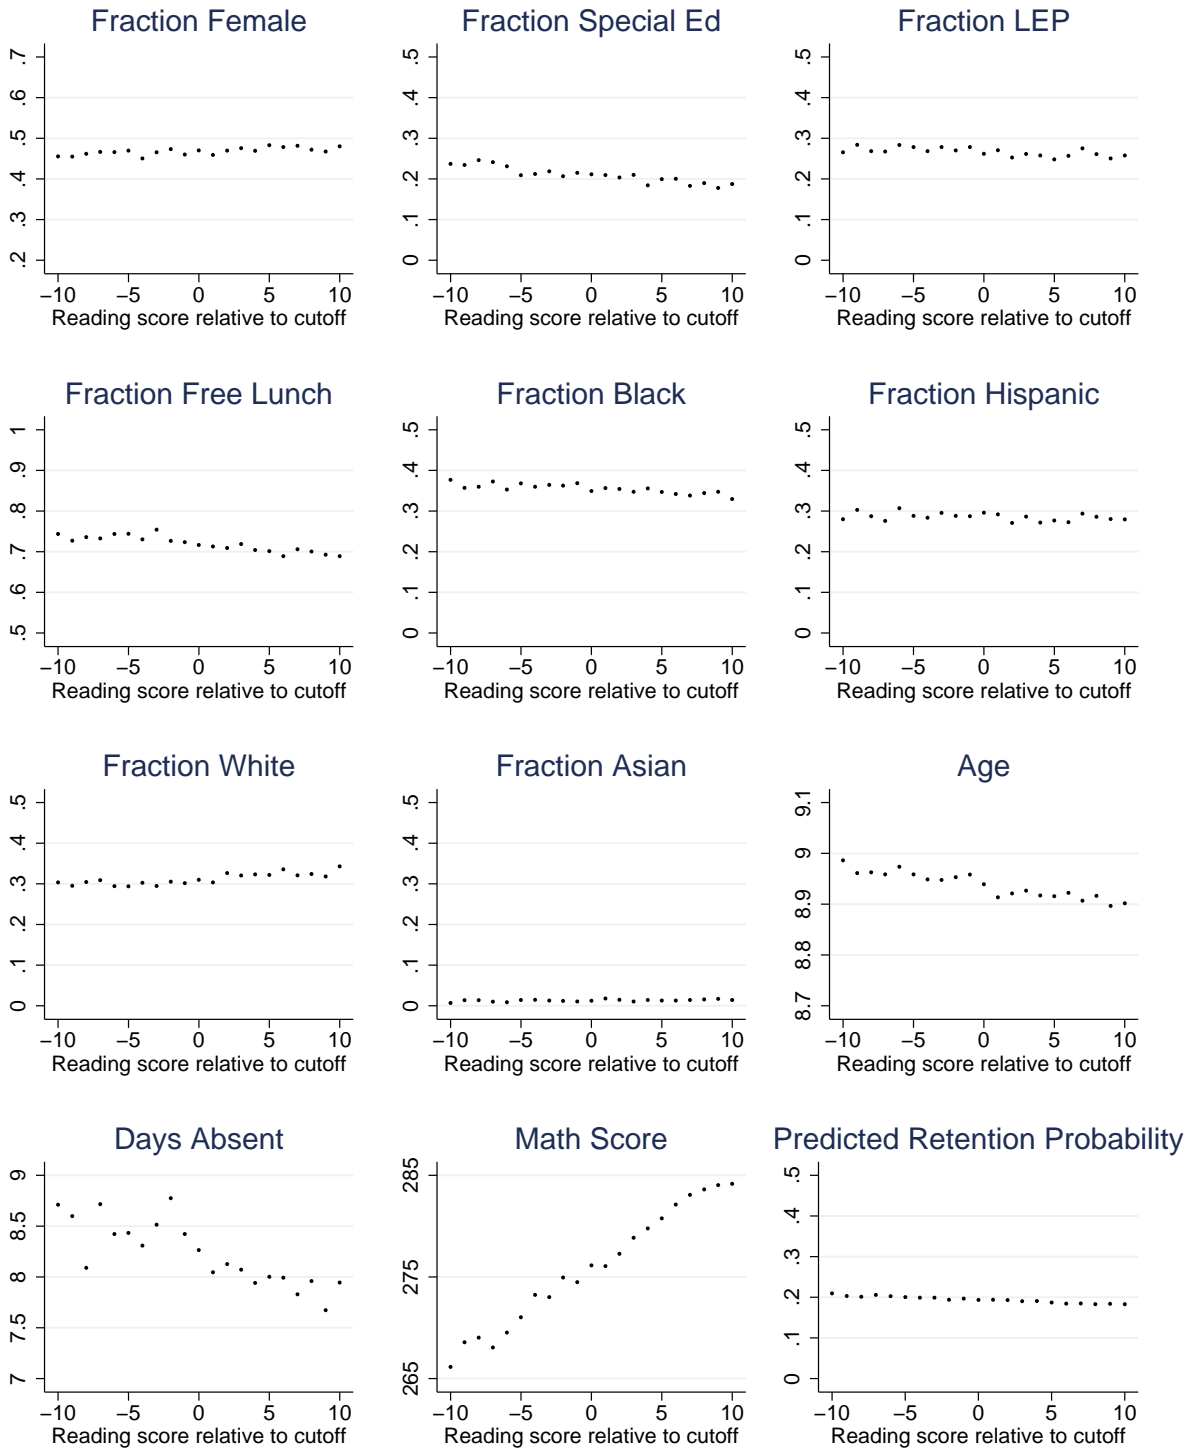 Fraction Female
Fraction Special Ed
Fraction LEP
.7
.6
.5
.4
.3
.2
.5
.4
.3
.2
.1
0
.5
.4
.3
.2
.1
0
−10 −5 0 5 10
−10 −5 0 5 10
−10 −5 0 5 10
Reading score relative to cutoff
Reading score relative to cutoff
Reading score relative to cutoff
Fraction Free Lunch
Fraction Black
Fraction Hispanic
1
.9
.8
.7
.6
.5
.5
.4
.3
.2
.1
0
.5
.4
.3
.2
.1
0
−10 −5 0 5 10
−10 −5 0 5 10
−10 −5 0 5 10
Reading score relative to cutoff
Reading score relative to cutoff
Reading score relative to cutoff
Fraction White
Fraction Asian
Age
.5
.4
.3
.2
.1
0
.5
.4
.3
.2
.1
0
9.1
9
8.9
8.8
8.7
−10 −5 0 5 10
−10 −5 0 5 10
−10 −5 0 5 10
Reading score relative to cutoff
Reading score relative to cutoff
Reading score relative to cutoff
Days Absent
Math Score
Predicted Retention Probability
9
8.5
8
7.5
7
285
275
265
.5
.4
.3
.2
.1
0
−10 −5 0 5 10
−10 −5 0 5 10
−10 −5 0 5 10
Reading score relative to cutoff
Reading score relative to cutoff
Reading score relative to cutoff